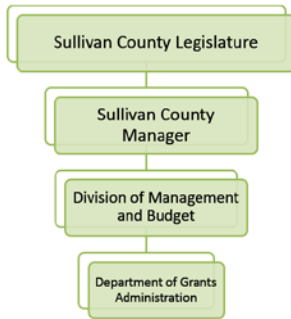 Sullivan County Legislature
Sullivan County
Manager
Division of Management
and Budget
Department of Grants
Administration